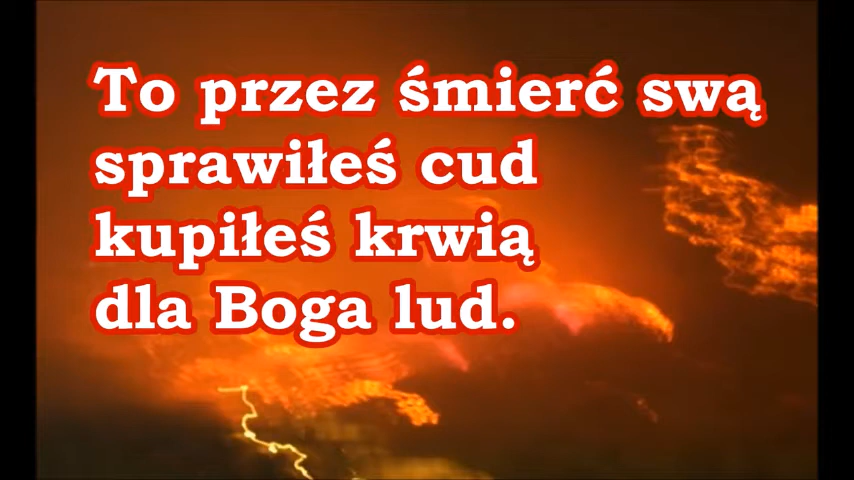 To przez śmierć swą
sprawiłeś cud
kupiłeś krwią
dla Boga lud.